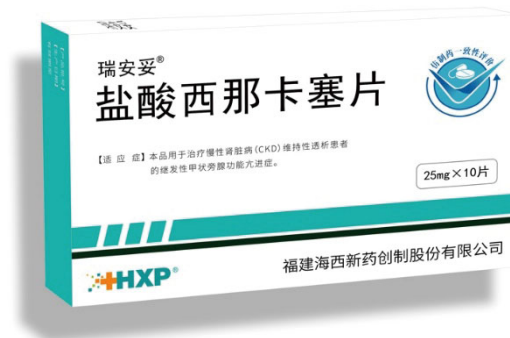 瑞安妥®
盐酸西那卡塞片
仿制药一致性评价
【适 应 症】本品用于治疗慢性肾脏病(CKD)维持性透析患者
的继发性甲状旁腺功能亢进症。
25mg×10片
HXP®
福建海西新药创制股份有限公司